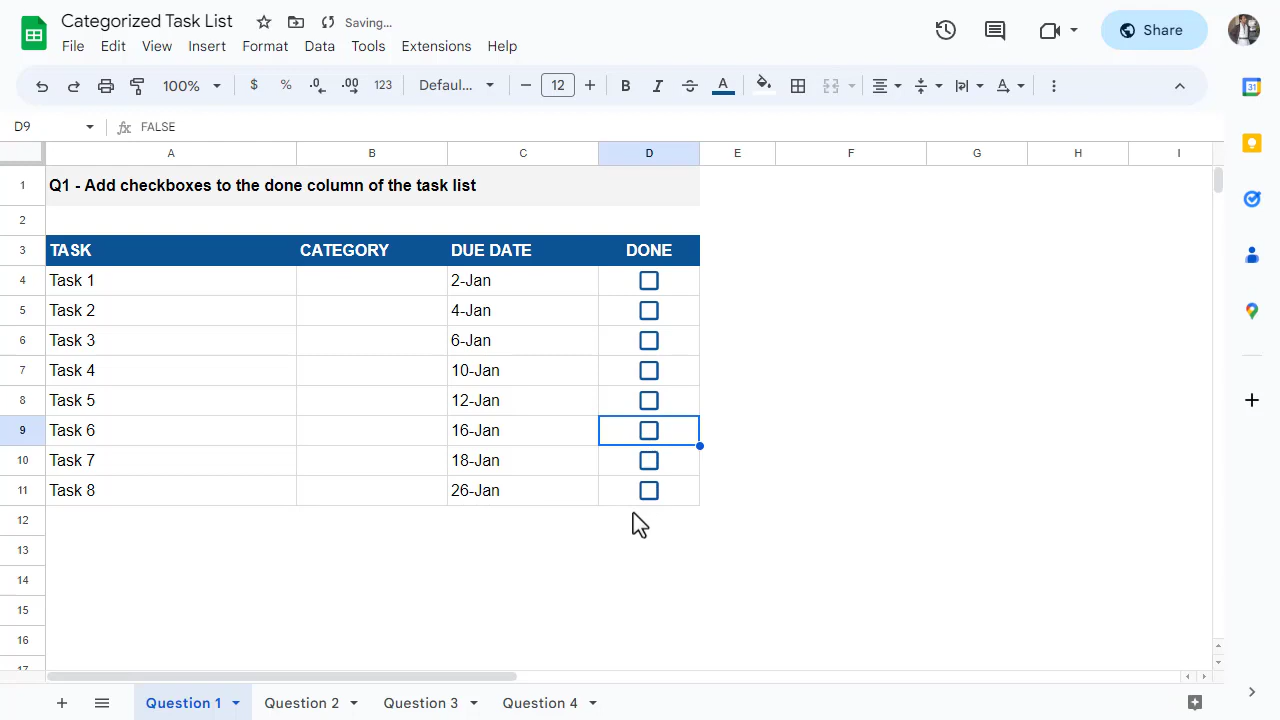 Categorized Task List Saving...
File Edit View Insert Format Data Tools Extensions Help
Share
100% $ % .0 .00 123 Defaul... 12 B I S A A
D9 fx FALSE
A B C D E F G H I
1 Q1 - Add checkboxes to the done column of the task list
2
3 TASK CATEGORY DUE DATE DONE
4 Task 1 2-Jan
5 Task 2 4-Jan
6 Task 3 6-Jan
7 Task 4 10-Jan
8 Task 5 12-Jan
9 Task 6 16-Jan
10 Task 7 18-Jan
11 Task 8 26-Jan
12
13
14
15
16
17
Question 1 Question 2 Question 3 Question 4
31